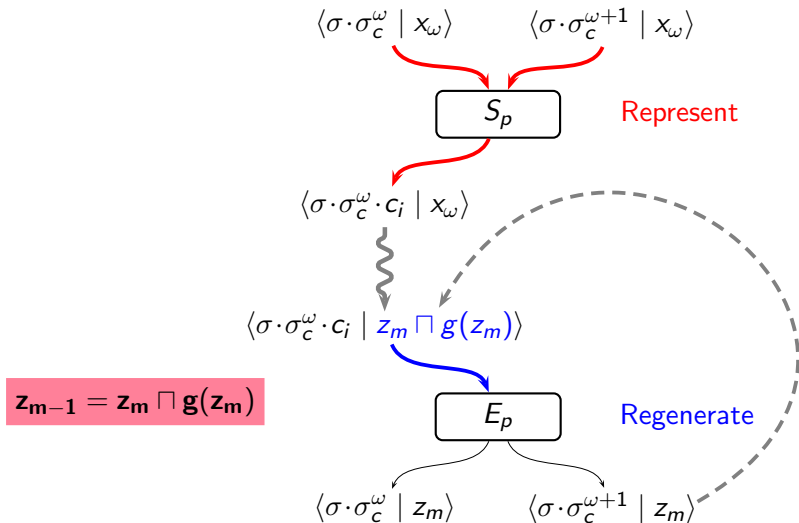 ⟨σ·σ_c^ω | x_ω⟩ ⟨σ·σ_c^{ω+1} | x_ω⟩
S_p Represent
⟨σ·σ_c^ω·c_i | x_ω⟩
⟨σ·σ_c^ω·c_i | z_m ⊓ g(z_m)⟩
z_{m-1} = z_m ⊓ g(z_m)
E_p Regenerate
⟨σ·σ_c^ω | z_m⟩ ⟨σ·σ_c^{ω+1} | z_m⟩